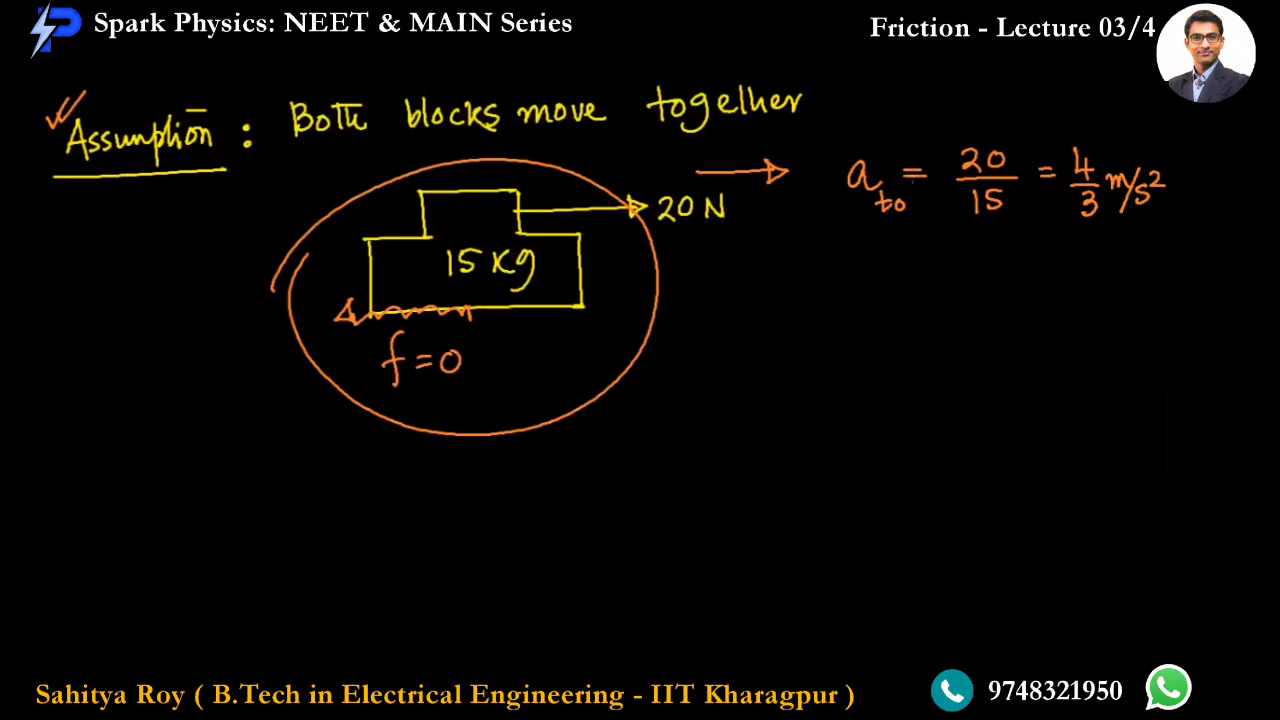 Spark Physics: NEET & MAIN Series
Friction - Lecture 03/4
Assumption : Both blocks move together
a_to = 20/15 = 4/3 m/s²
20 N
15 Kg
f = 0
Sahitya Roy ( B.Tech in Electrical Engineering - IIT Kharagpur )
9748321950